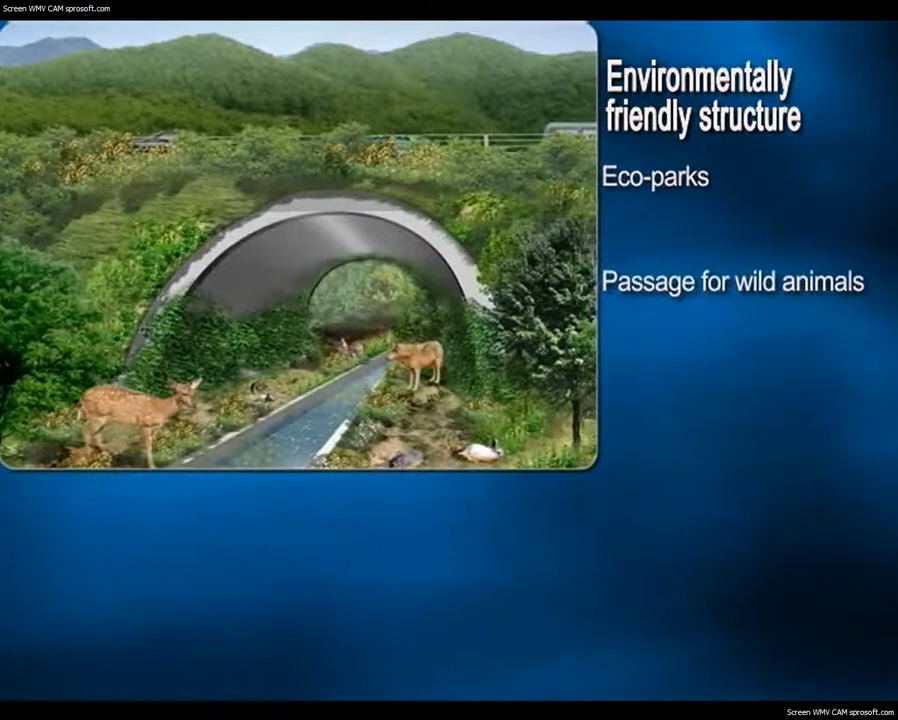 Screen WMV CAM sprosoft.com
Environmentally
friendly structure
Eco-parks
Passage for wild animals
Screen WMV CAM sprosoft.com